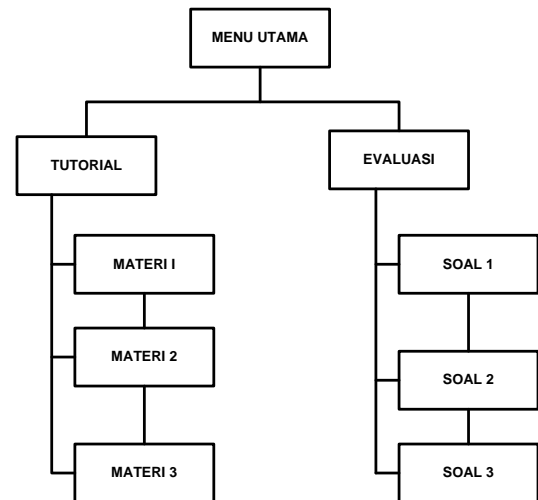 MENU UTAMA
TUTORIAL
EVALUASI
MATERI I
SOAL 1
MATERI 2
SOAL 2
MATERI 3
SOAL 3